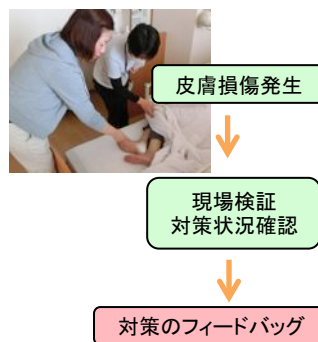 皮膚損傷発生
現場検証
対策状況確認
対策のフィードバッグ